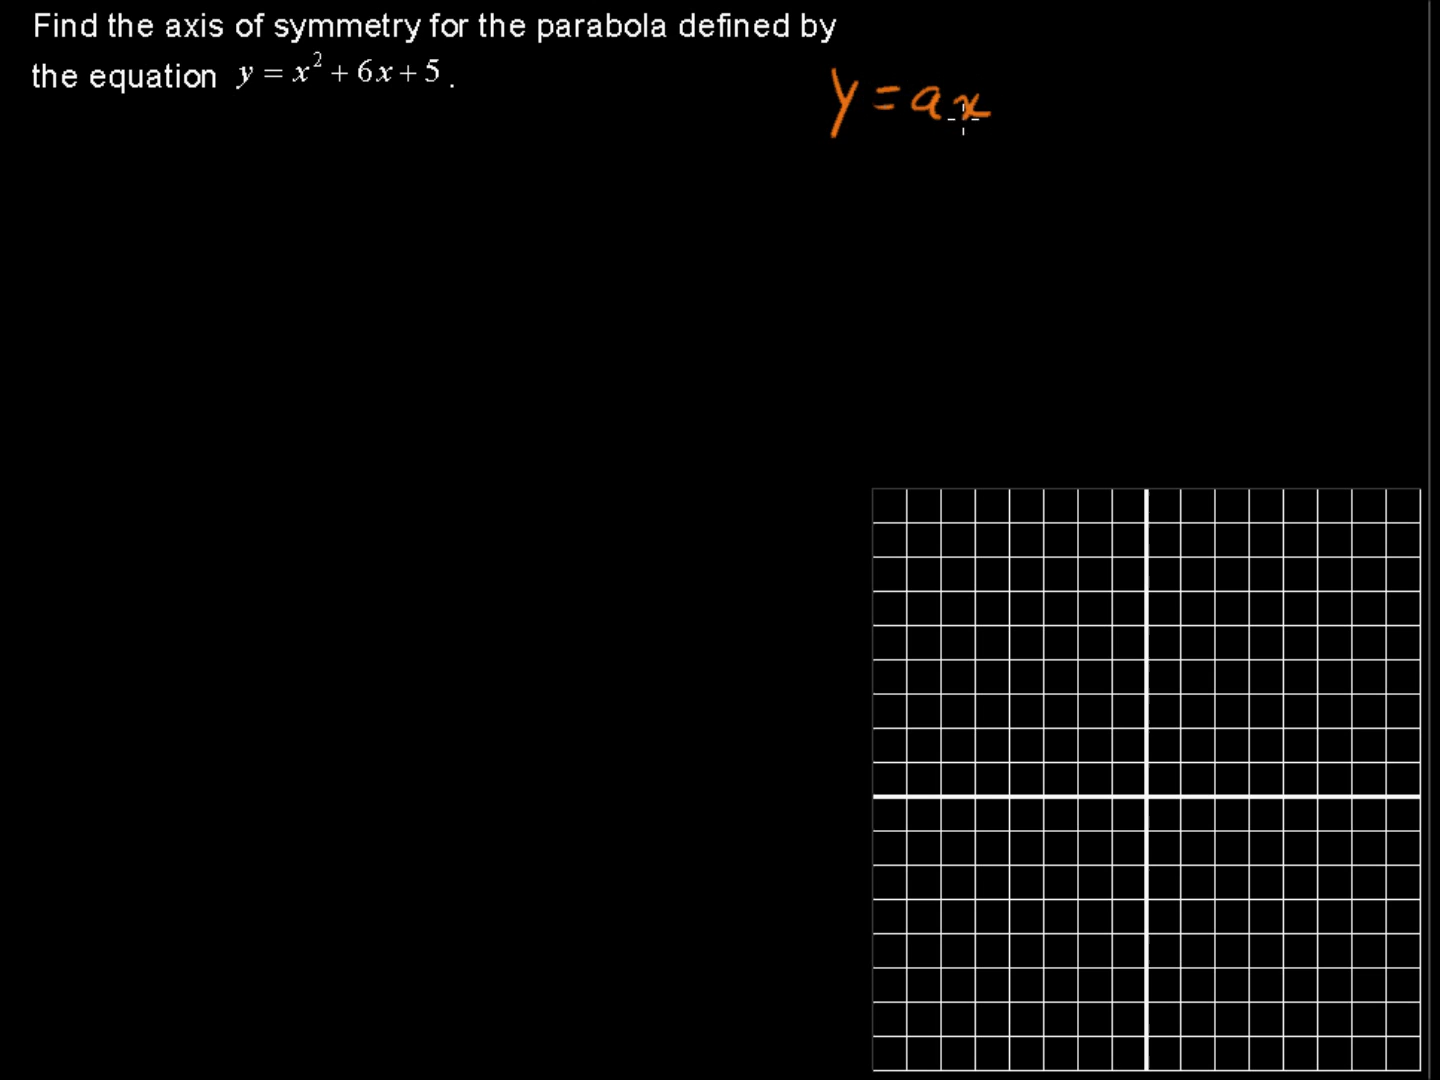 Find the axis of symmetry for the parabola defined by
the equation y = x² + 6x + 5 .
y = ax